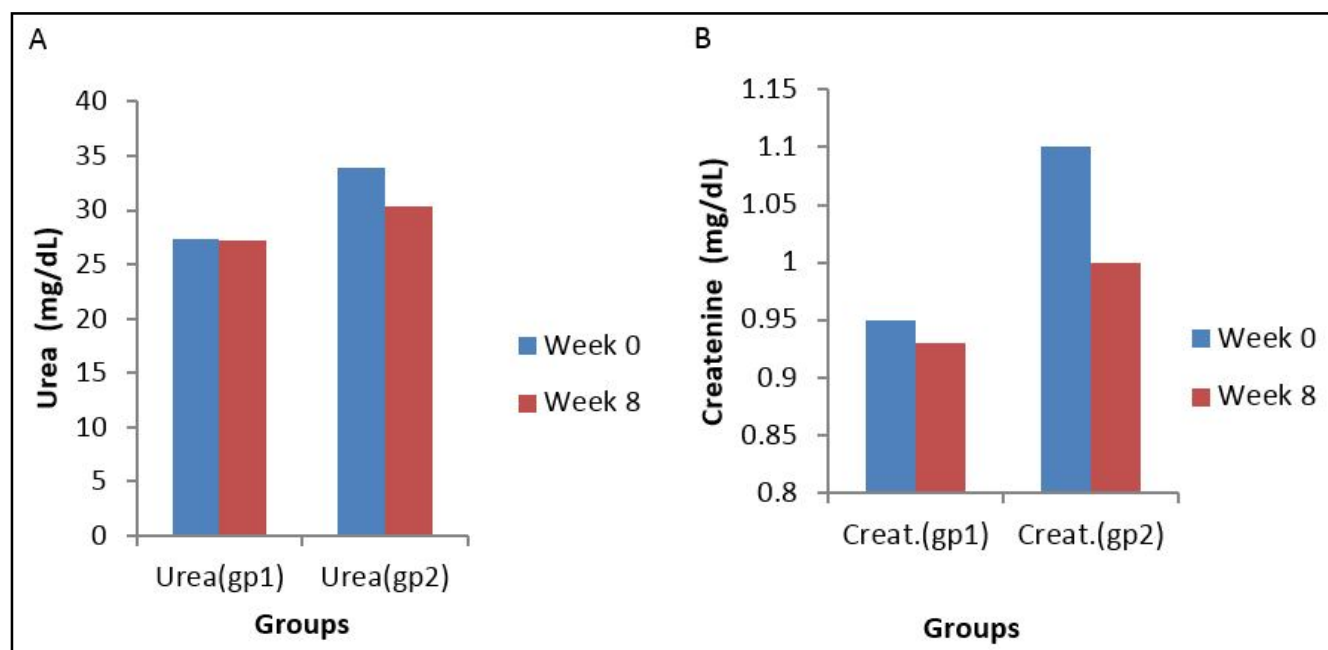 A
Urea (mg/dL)
40
35
30
25
20
15
10
5
0
Urea(gp1) Urea(gp2)
Groups
Week 0
Week 8
B
Createnine (mg/dL)
1.15
1.1
1.05
1
0.95
0.9
0.85
0.8
Creat.(gp1) Creat.(gp2)
Groups
Week 0
Week 8